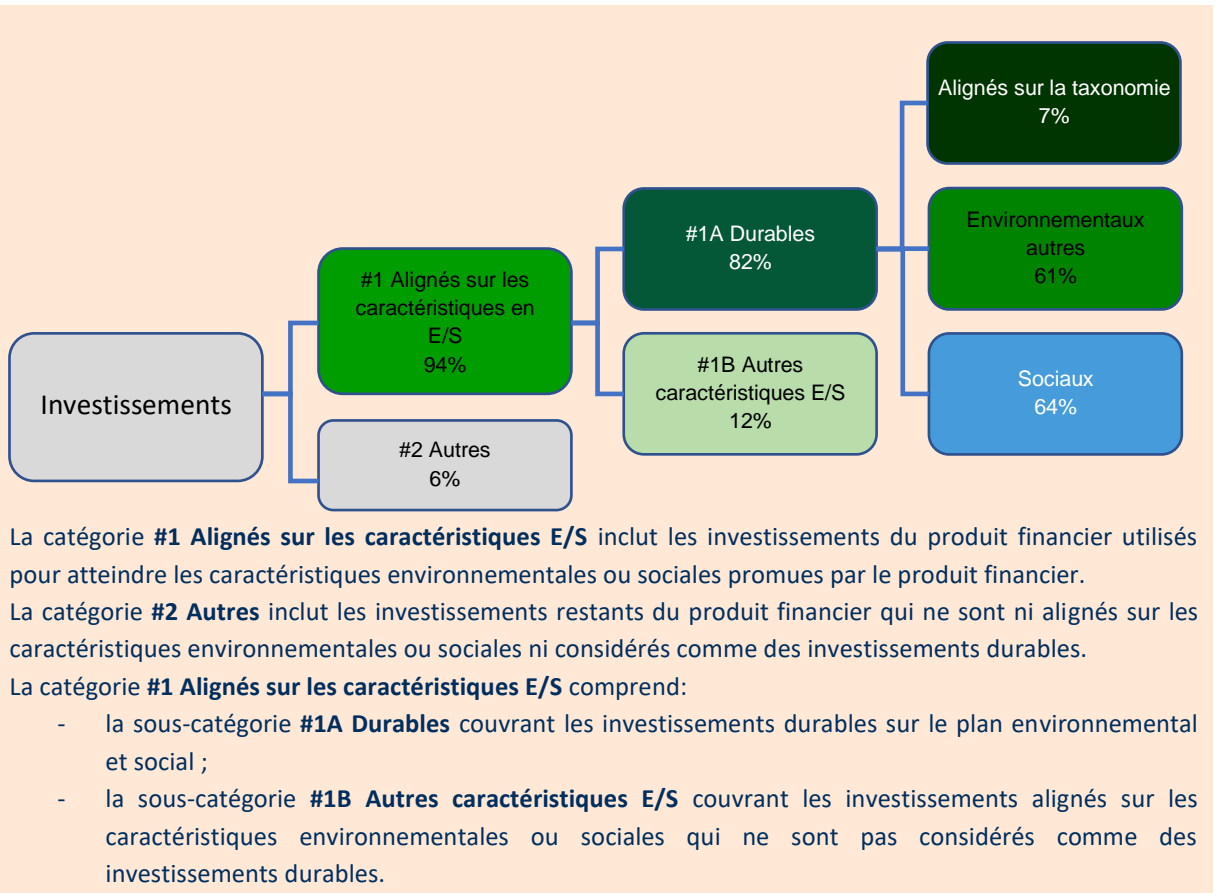 Alignés sur la taxonomie
7%
Environnementaux
autres
61%
Sociaux
64%
#1A Durables
82%
#1B Autres
caractéristiques E/S
12%
#1 Alignés sur les
caractéristiques en
E/S
94%
#2 Autres
6%
Investissements
La catégorie #1 Alignés sur les caractéristiques E/S inclut les investissements du produit financier utilisés
pour atteindre les caractéristiques environnementales ou sociales promues par le produit financier.
La catégorie #2 Autres inclut les investissements restants du produit financier qui ne sont ni alignés sur les
caractéristiques environnementales ou sociales ni considérés comme des investissements durables.
La catégorie #1 Alignés sur les caractéristiques E/S comprend:
- la sous-catégorie #1A Durables couvrant les investissements durables sur le plan environnemental
et social ;
- la sous-catégorie #1B Autres caractéristiques E/S couvrant les investissements alignés sur les
caractéristiques environnementales ou sociales qui ne sont pas considérés comme des
investissements durables.